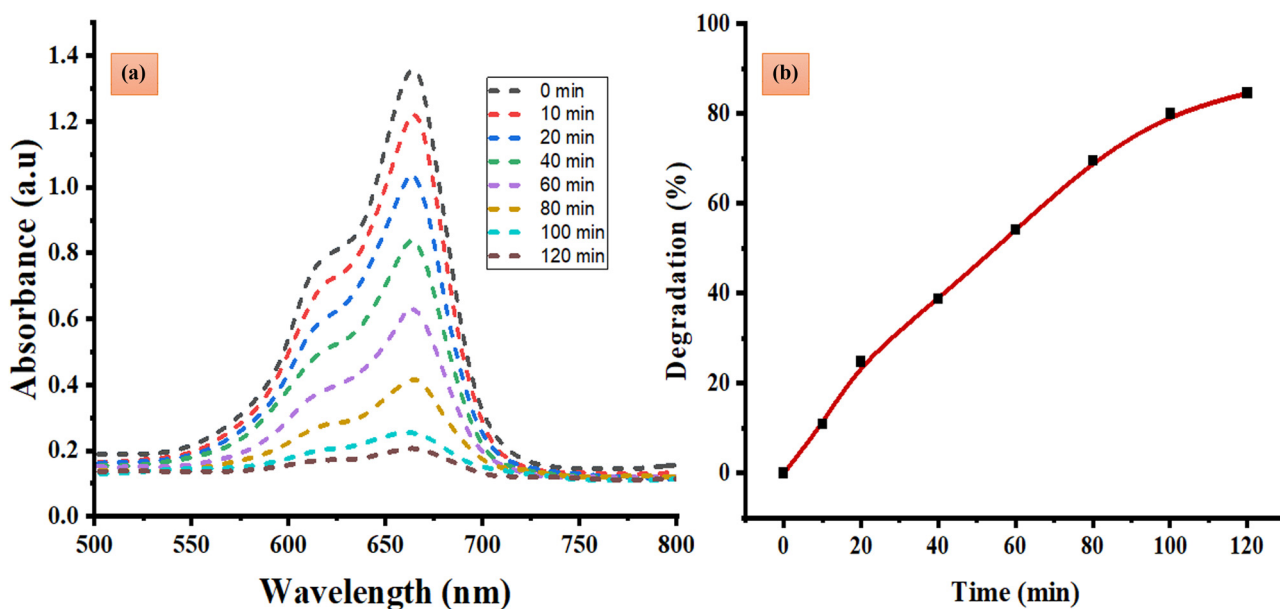 (a)
Absorbance (a.u)
1.4
1.2
1.0
0.8
0.6
0.4
0.2
0.0
500
550
600
650
700
750
800
Wavelength (nm)
0 min
10 min
20 min
40 min
60 min
80 min
100 min
120 min
(b)
Degradation (%)
100
80
60
40
20
0
0
20
40
60
80
100
120
Time (min)